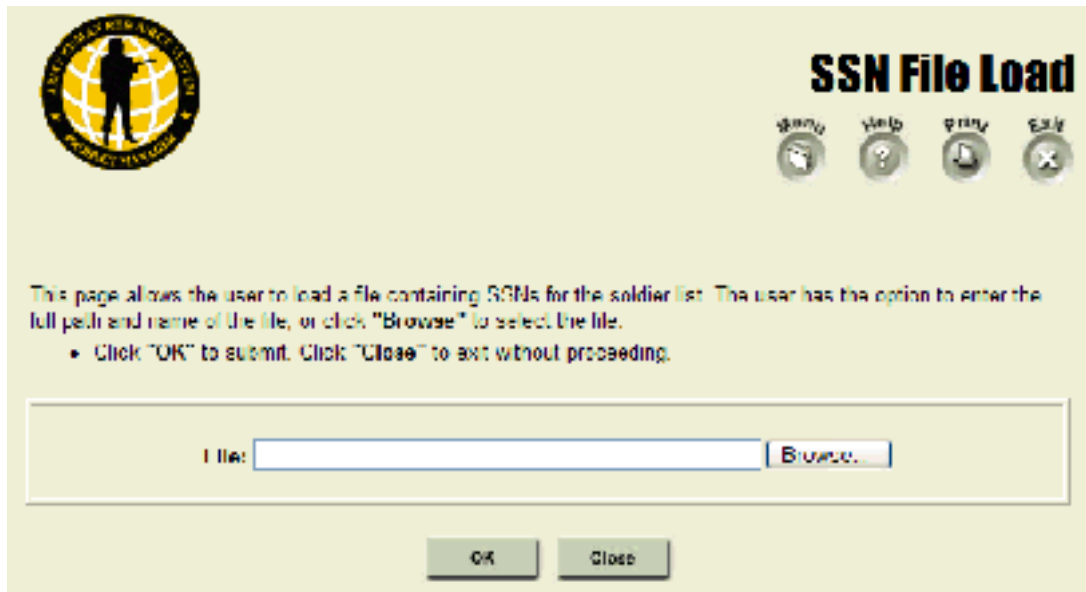 SSN File Load
Menu Help Print Exit
This page allows the user to load a file containing SSNs for the soldier list. The user has the option to enter the
full path and name of the file, or click "Browse" to select the file.
• Click "OK" to submit. Click "Close" to exit without proceeding.
File: Browse...
OK Close